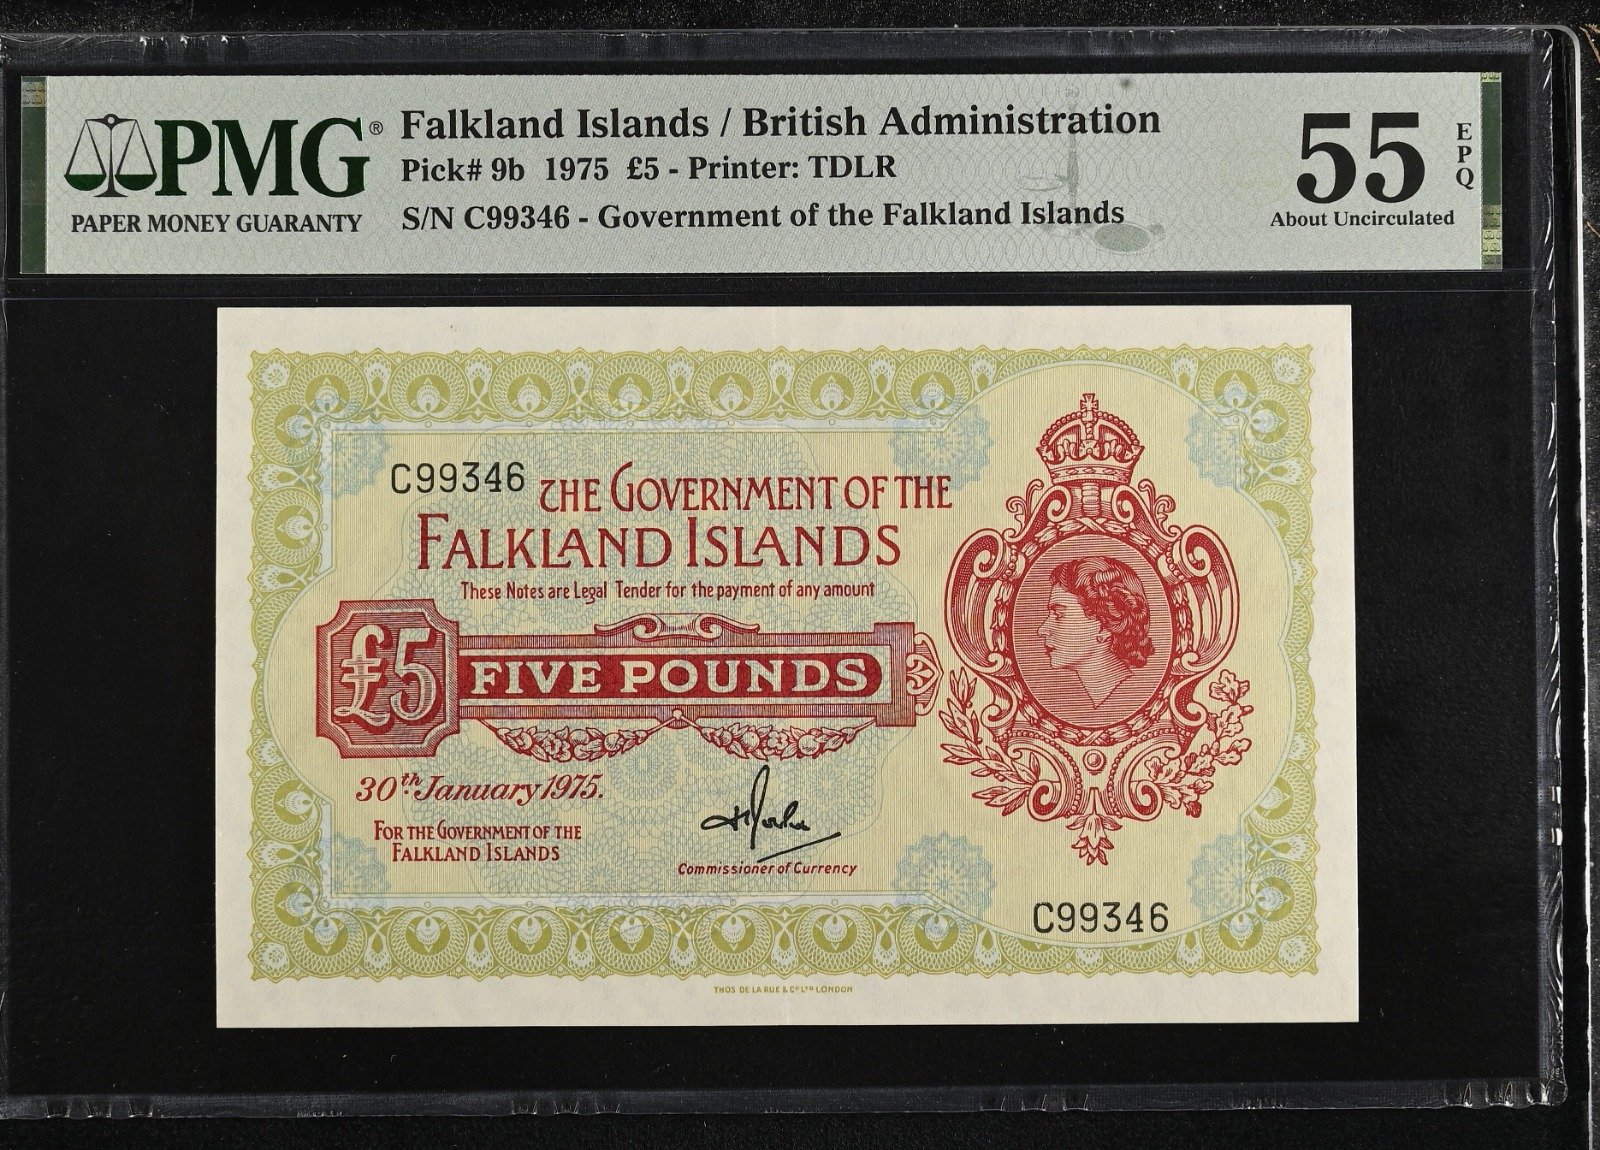 PMG®
PAPER MONEY GUARANTY
Falkland Islands / British Administration
Pick# 9b 1975 £5 - Printer: TDLR
S/N C99346 - Government of the Falkland Islands
55
EPQ
About Uncirculated
C99346
THE GOVERNMENT OF THE
FALKLAND ISLANDS
These Notes are Legal Tender for the payment of any amount
£5
FIVE POUNDS
30th January 1975.
FOR THE GOVERNMENT OF THE
FALKLAND ISLANDS
Commissioner of Currency
C99346
THOS DE LA RUE & CO LTD LONDON